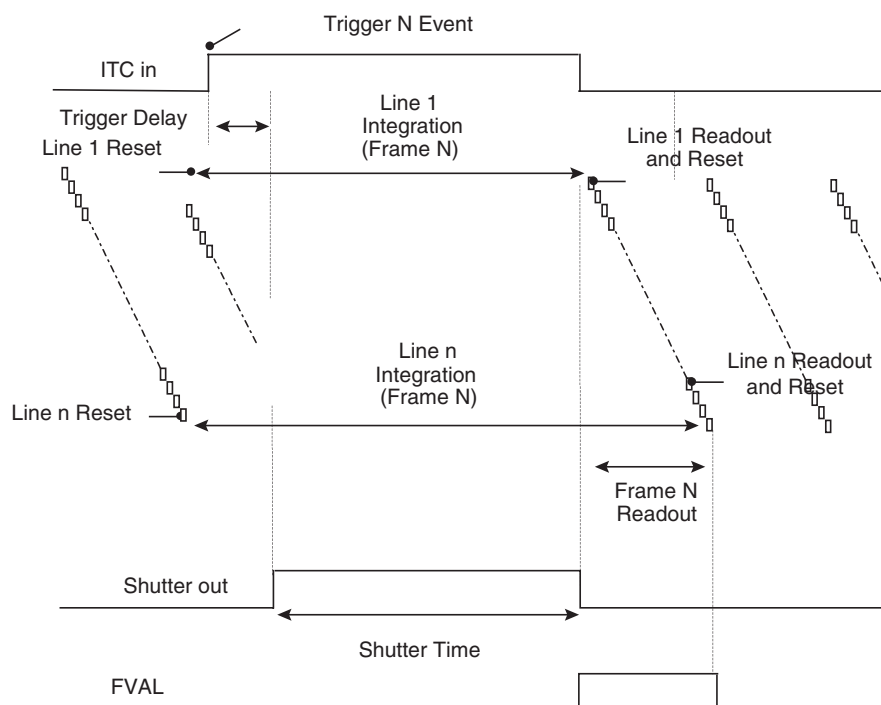 Trigger N Event
ITC in
Trigger Delay
Line 1
Integration
(Frame N)
Line 1 Reset
Line 1 Readout
and Reset
Line n
Integration
(Frame N)
Line n Readout
and Reset
Line n Reset
Frame N
Readout
Shutter out
Shutter Time
FVAL